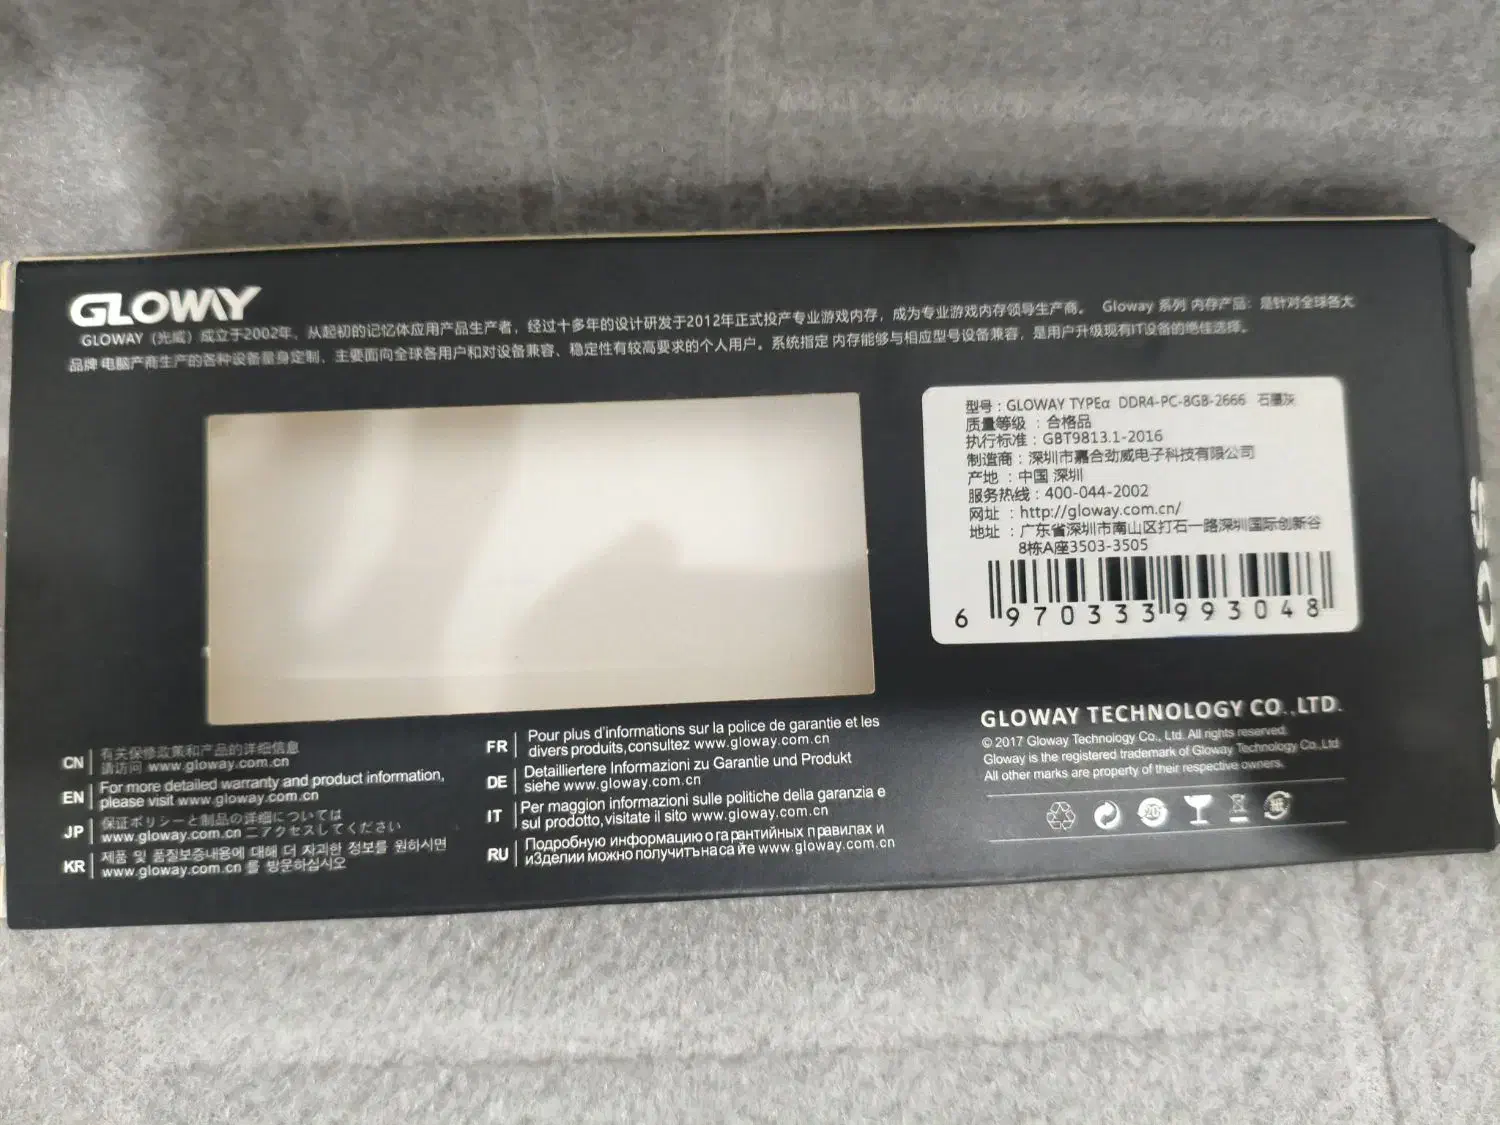 GLOWAY
GLOWAY（光威）成立于2002年，从起初的记忆体应用产品生产者，经过十多年的设计研发于2012年正式投产专业游戏内存，成为专业游戏内存领导生产商。 Gloway 系列 内存产品：是针对全球各大
品牌 电脑产商生产的各种设备量身定制，主要面向全球各用户和对设备兼容、稳定性有较高要求的个人用户。系统指定 内存能够与相应型号设备兼容，是用户升级现有IT设备的绝佳选择。
型号：GLOWAY TYPEα DDR4-PC-8GB-2666 石墨灰
质量等级：合格品
执行标准：GBT9813.1-2016
制造商：深圳市嘉合劲威电子科技有限公司
产地：中国 深圳
服务热线：400-044-2002
网址：http://gloway.com.cn/
地址：广东省深圳市南山区打石一路深圳国际创新谷
8栋A座3503-3505
6 970333 993048
CN 有关保修政策和产品的详细信息
請访问 www.gloway.com.cn
EN For more detailed warranty and product information,
please visit www.gloway.com.cn
JP 保証ポリシーと制品の详细については
www.gloway.com.cn ニアクセスしてください
KR 제품 및 품질보증내용에 대해 더 자괴한 정보를 원하시면
www.gloway.com.cn 를 방문하십시오
FR Pour plus d'informations sur la police de garantie et les
divers produits,consultez www.gloway.com.cn
DE Detailliertere Informazioni zu Garantie und Produkt
siehe www.gloway.com.cn
IT Per maggion informazioni sulle politiche della garanzia e
sul prodotto,visitate il sito www.gloway.com.cn
RU Подробную информацию о гарантийных правилах и
иЗделии можно получитьна сайте www.gloway.com.cn
GLOWAY TECHNOLOGY CO.,LTD.
© 2017 Gloway Technology Co., Ltd. All rights reserved.
Gloway is the registered trademark of Gloway Technology Co.,Ltd
All other marks are property of their respective owners.
20